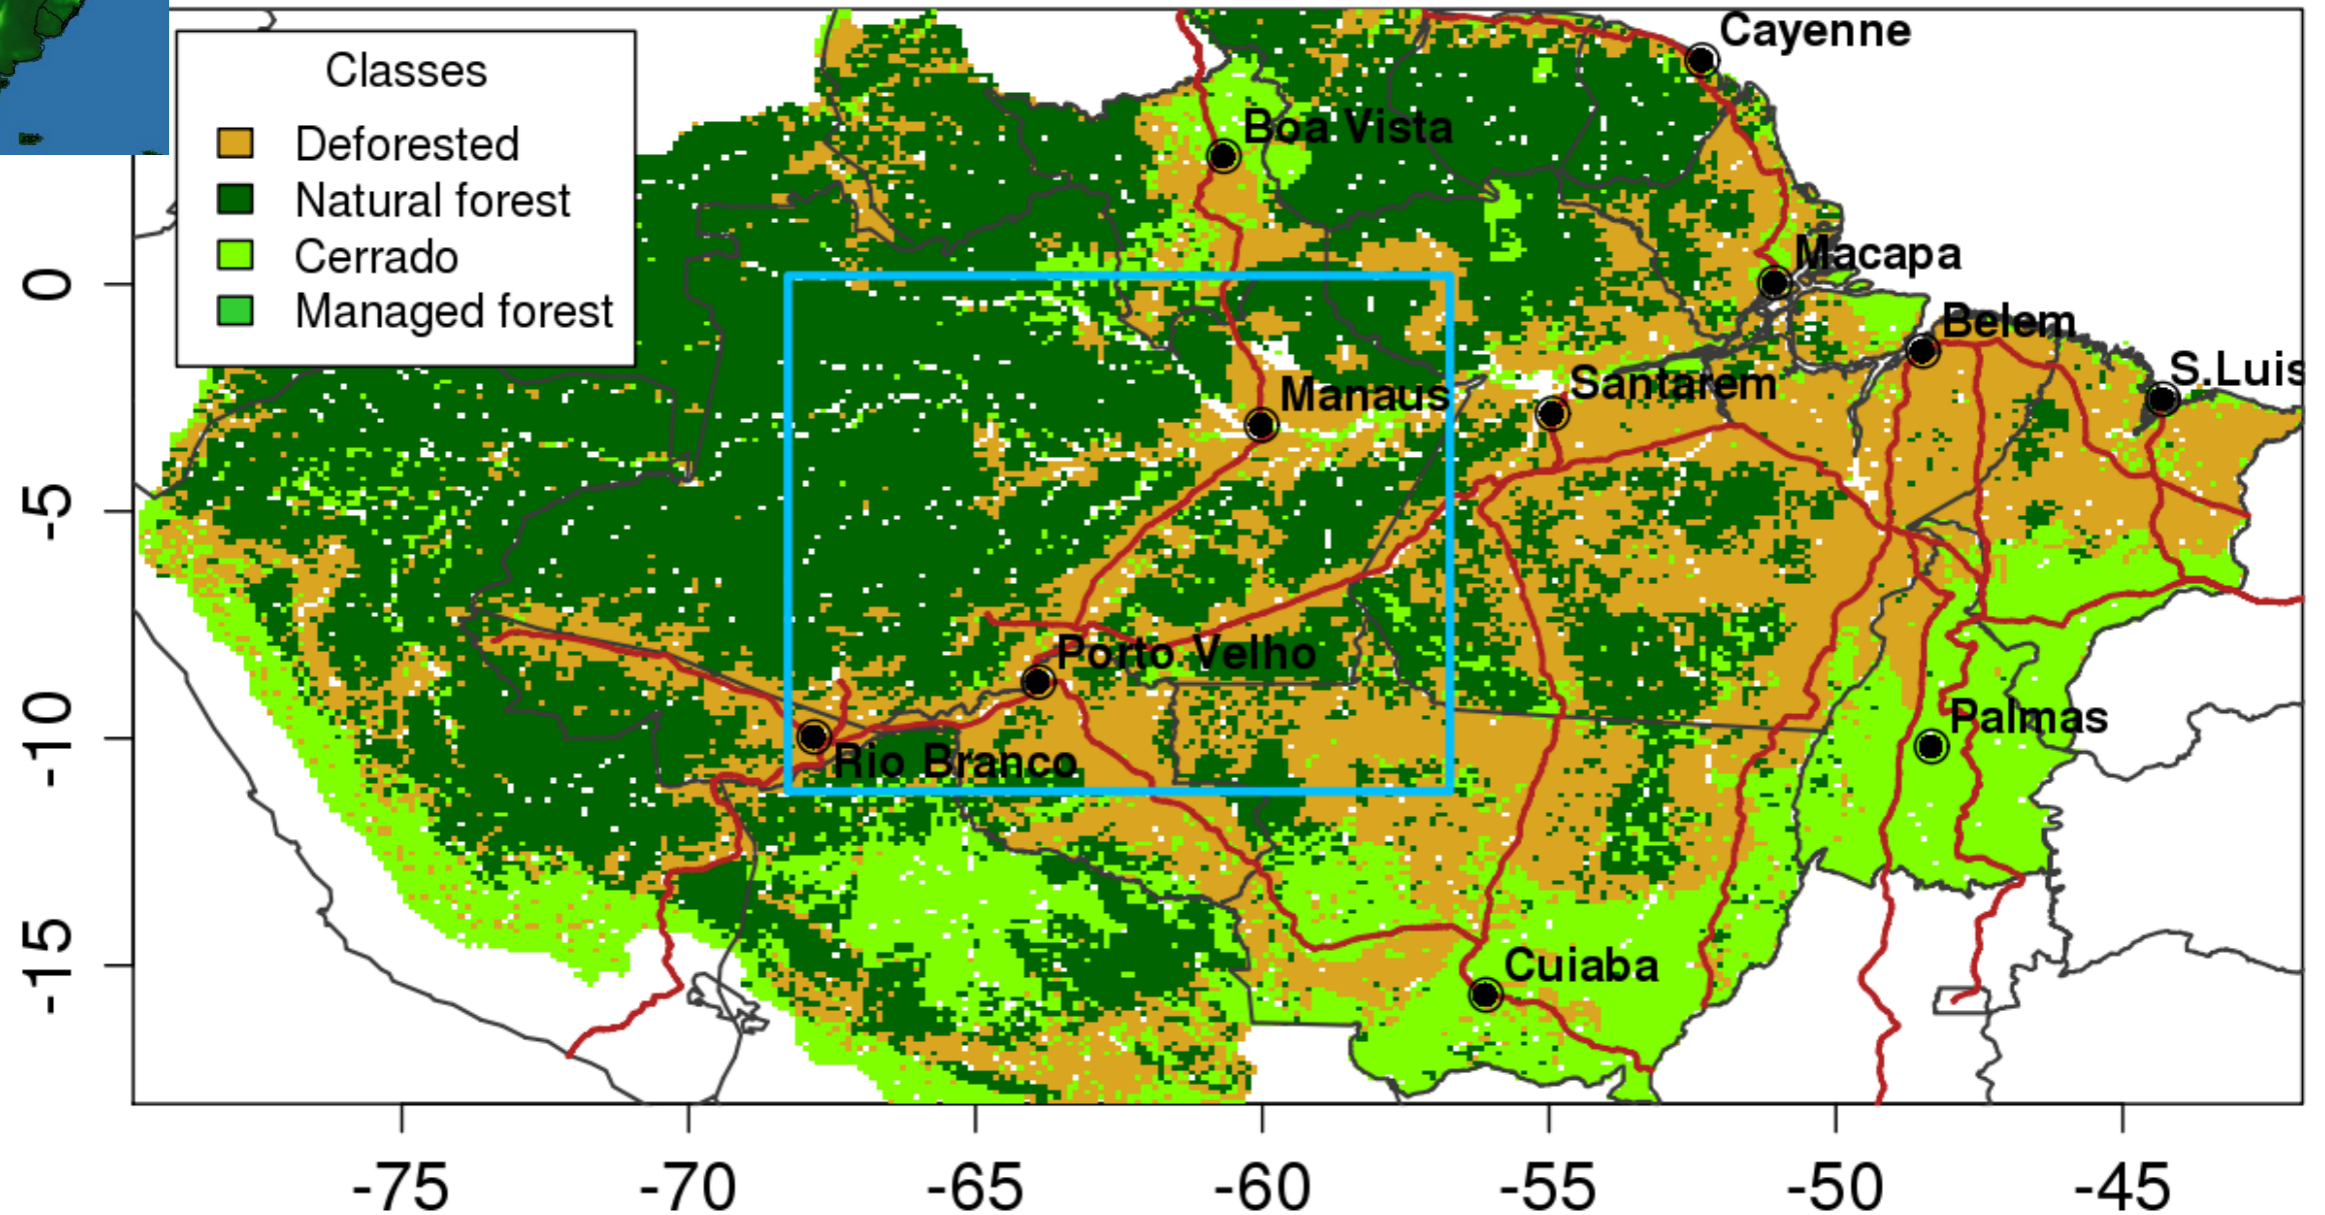 Classes
Deforested
Natural forest
Cerrado
Managed forest
Cayenne
Boa Vista
Macapa
Belem
S.Luis
Manaus
Santarem
Porto Velho
Rio Branco
Palmas
Cuiaba
0
-5
-10
-15
-75 -70 -65 -60 -55 -50 -45